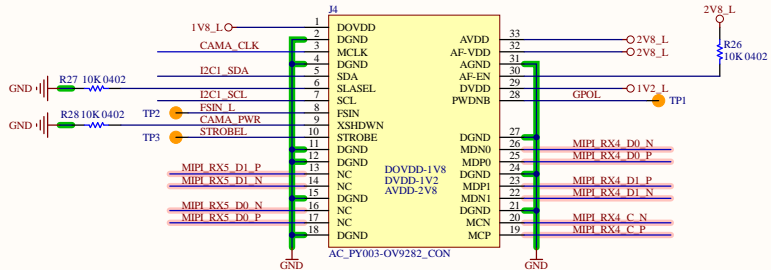 J4
2V8_L
1V8_L 1 DOVDD AVDD 33 2V8_L
2 DGND AF-VDD 32 2V8_L
CAMA_CLK 3 MCLK AGND 31 R26
4 DGND AF-EN 30 10K 0402
I2C1_SDA 5 SDA DVDD 29 1V2_L
GND R27 10K 0402 6 SLASEL PWDNB 28 GPOL TP1
I2C1_SCL 7 SCL
TP2 FSIN_L 8 FSIN
GND R28 10K 0402 CAMA_PWR 9 XSHDWN
TP3 STROBEL 10 STROBE DGND 27
11 DGND MDN0 26 MIPI_RX4_D0_N
12 DGND MDP0 25 MIPI_RX4_D0_P
MIPI_RX5_D1_P 13 NC DOVDD-1V8 DGND 24
MIPI_RX5_D1_N 14 NC DVDD-1V2 MDP1 23 MIPI_RX4_D1_P
15 DGND AVDD-2V8 MDN1 22 MIPI_RX4_D1_N
MIPI_RX5_D0_N 16 NC DGND 21
MIPI_RX5_D0_P 17 NC MCN 20 MIPI_RX4_C_N
18 DGND MCP 19 MIPI_RX4_C_P
AC_PY003-OV9282_CON
GND GND